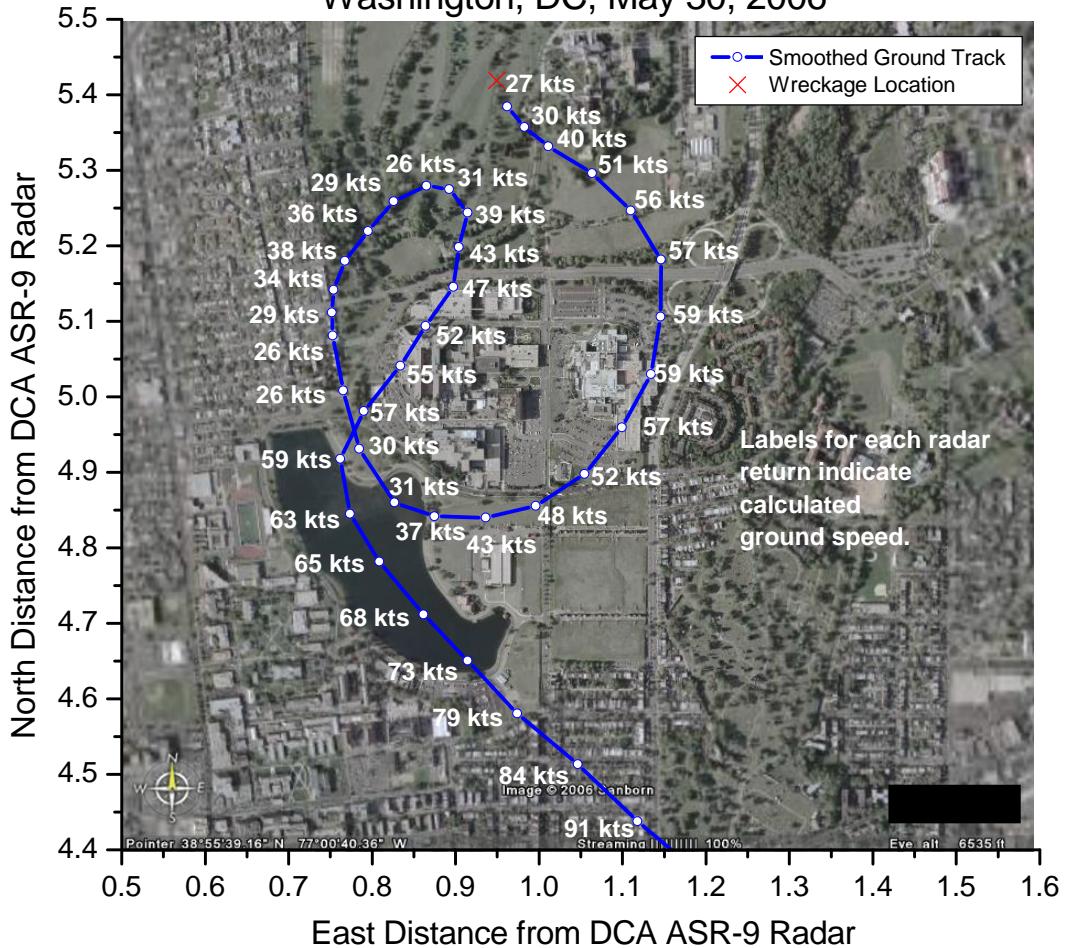 Washington, DC, May 30, 2006
5.5
5.4
5.3
5.2
5.1
5.0
4.9
4.8
4.7
4.6
4.5
4.4
North Distance from DCA ASR-9 Radar
Smoothed Ground Track
Wreckage Location
27 kts
30 kts
40 kts
51 kts
56 kts
57 kts
59 kts
59 kts
57 kts
52 kts
48 kts
43 kts
37 kts
31 kts
30 kts
26 kts
26 kts
29 kts
34 kts
38 kts
36 kts
29 kts
26 kts
31 kts
39 kts
43 kts
47 kts
52 kts
55 kts
57 kts
59 kts
63 kts
65 kts
68 kts
73 kts
79 kts
84 kts
91 kts
Labels for each radar
return indicate
calculated
ground speed.
N
W E
S
Image © 2006 Sanborn
Pointer 38°55'39.16" N 77°00'40.36" W Streaming |||||||||| 100% Eye alt 6535 ft
0.5 0.6 0.7 0.8 0.9 1.0 1.1 1.2 1.3 1.4 1.5 1.6
East Distance from DCA ASR-9 Radar